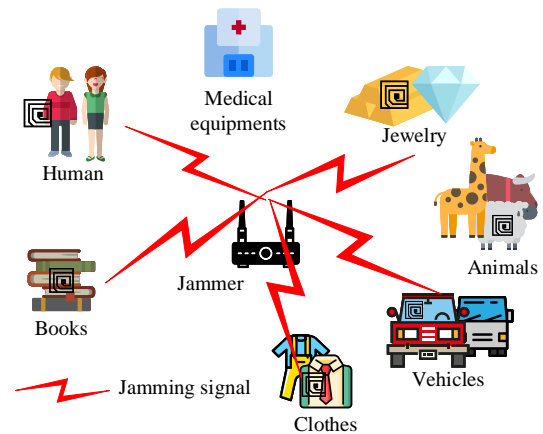 Medical
equipments
Jewelry
Human
Animals
Jammer
Books
Vehicles
Jamming signal
Clothes